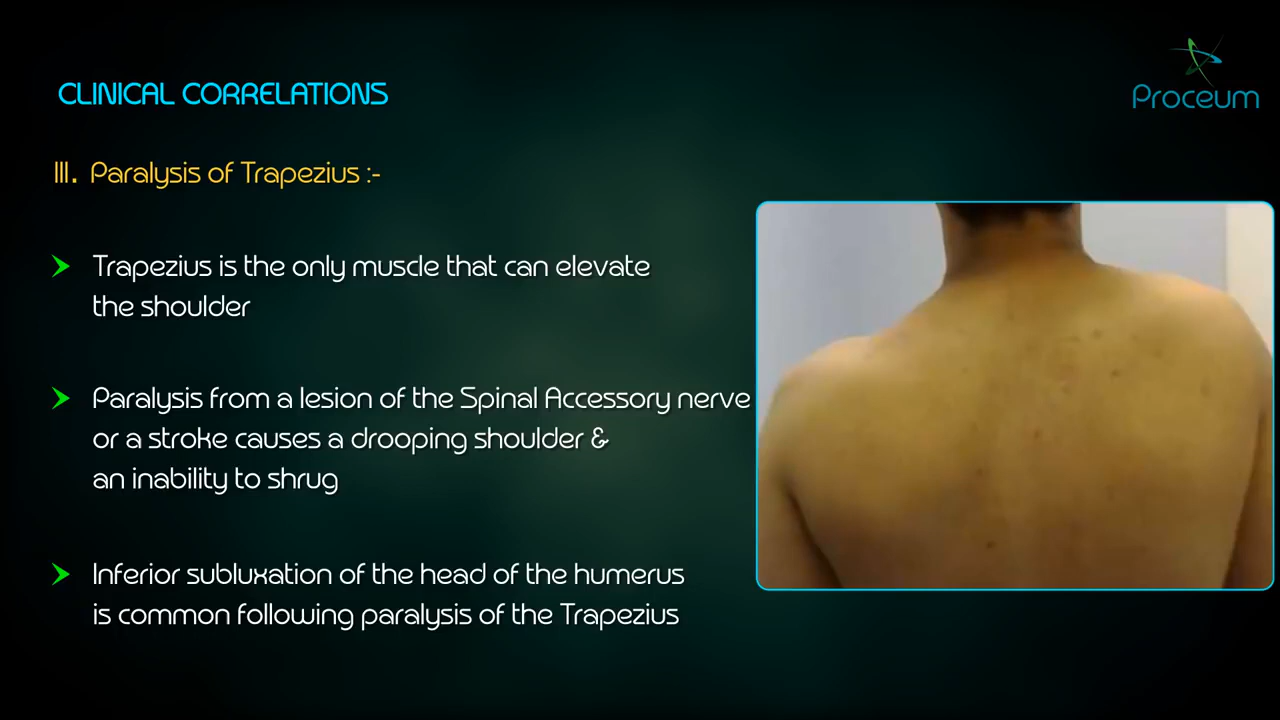 CLINICAL CORRELATIONS
Proceum
III. Paralysis of Trapezius :-
Trapezius is the only muscle that can elevate
the shoulder
Paralysis from a lesion of the Spinal Accessory nerve
or a stroke causes a drooping shoulder &
an inability to shrug
Inferior subluxation of the head of the humerus
is common following paralysis of the Trapezius